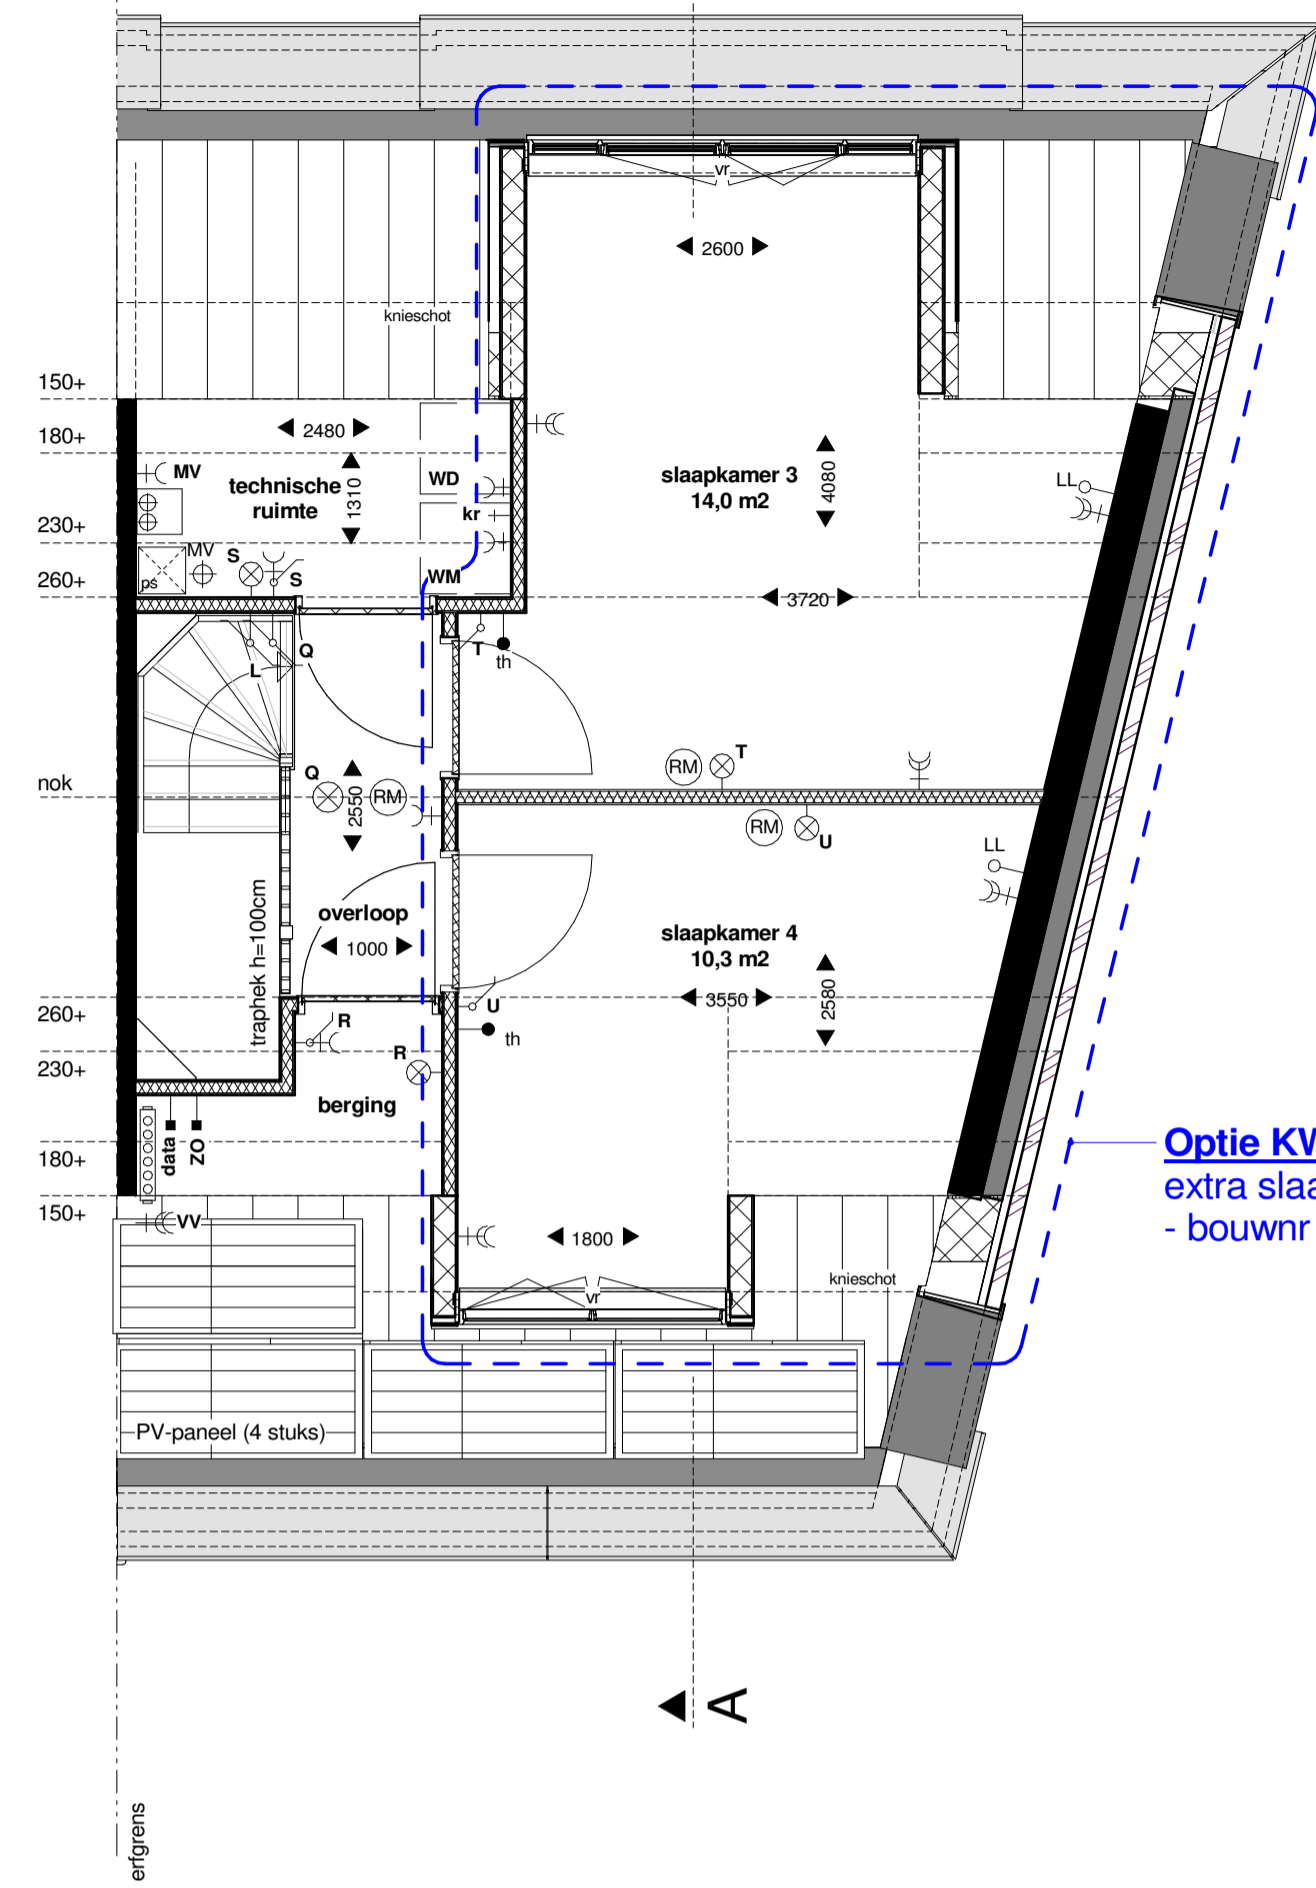 vr
2600
knieschot
150+
2480
180+
MV
technische
ruimte
1310
WD
slaapkamer 3
14,0 m2
4080
LL
kr
230+
MV
S
S
ps
WM
260+
3720
Q
T
th
L
RM
T
nok
Q
RM
2550
RM
U
LL
traphek h=100cm
overloop
1000
slaapkamer 4
10,3 m2
3550
2580
260+
U
R
th
R
230+
berging
data
ZO
180+
Optie KW
extra slaa
- bouwnr
150+
VV
1800
knieschot
vr
PV-paneel (4 stuks)
A
erfgrens